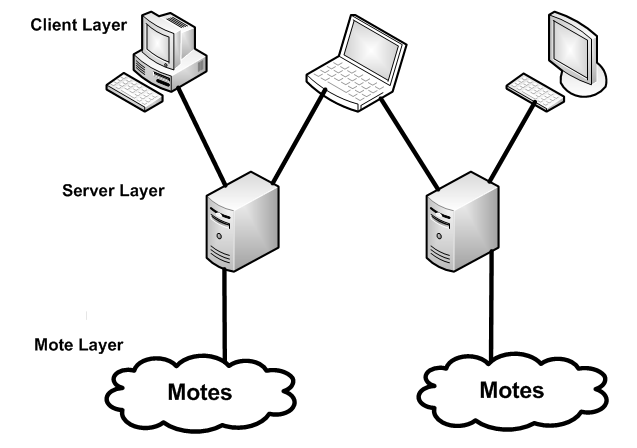 Client Layer
Server Layer
Mote Layer
Motes
Motes